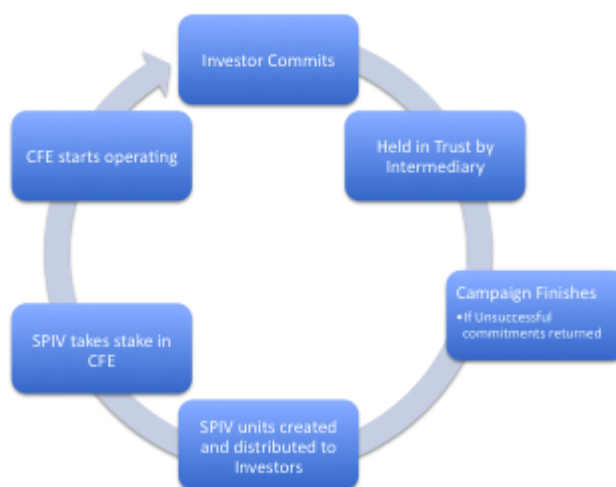 Investor Commits
Held in Trust by
Intermediary
Campaign Finishes
•If Unsuccessful
commitments returned
SPIV units created
and distributed to
Investors
SPIV takes stake in
CFE
CFE starts operating